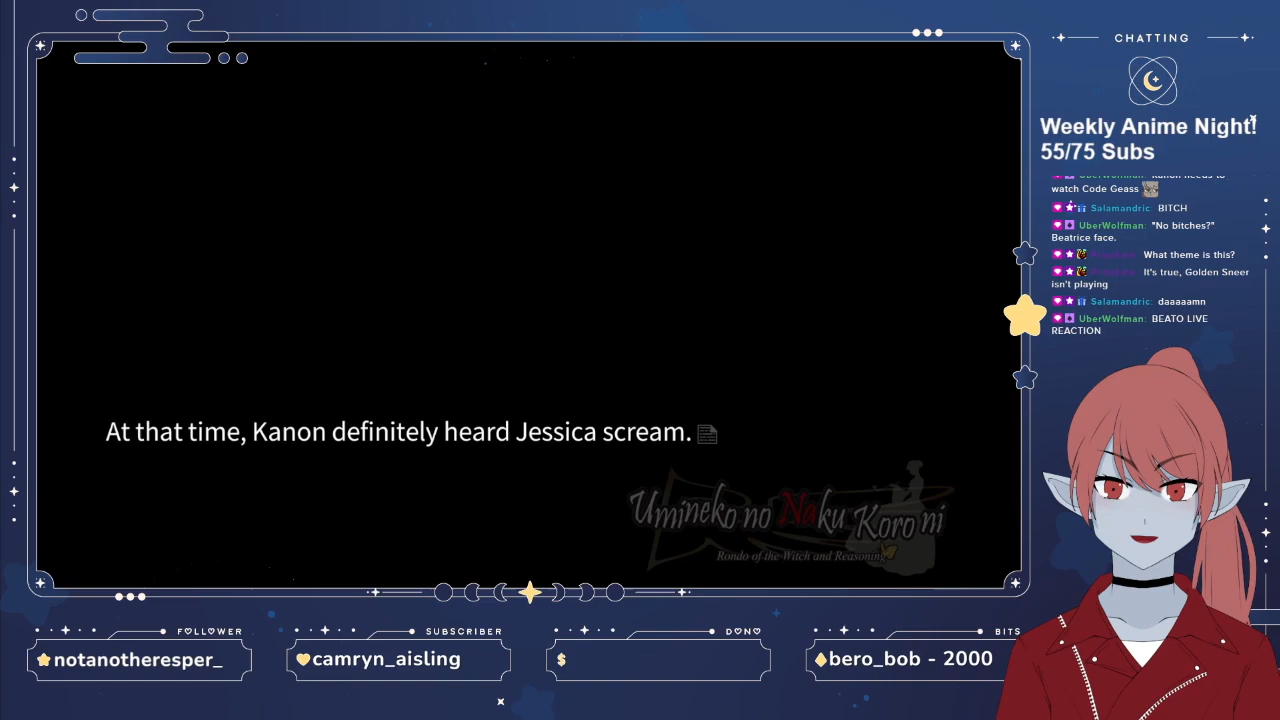 CHATTING
Weekly Anime Night!
55/75 Subs
watch Code Geass
Salamandric: BITCH
UberWolfman: "No bitches?"
Beatrice face.
What theme is this?
It's true, Golden Sneer
isn't playing
Salamandric: daaaaamn
UberWolfman: BEATO LIVE
REACTION
At that time, Kanon definitely heard Jessica scream.
Umineko no Naku Koro ni
Rondo of the Witch and Reasoning
FOLLOWER
notanotheresper_
SUBSCRIBER
camryn_aisling
DONO
$
BITS
bero_bob - 2000